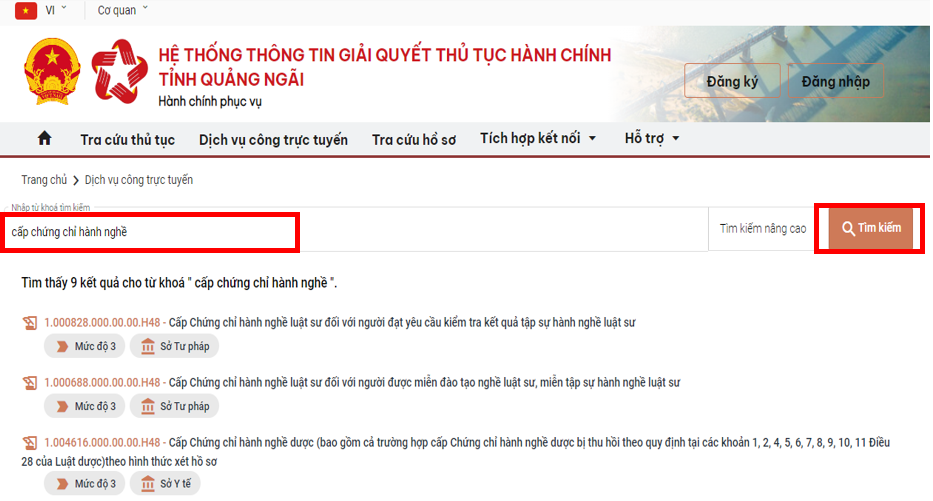 VI
Cơ quan
HỆ THỐNG THÔNG TIN GIẢI QUYẾT THỦ TỤC HÀNH CHÍNH
TỈNH QUẢNG NGÃI
Hành chính phục vụ
Đăng ký
Đăng nhập
Tra cứu thủ tục
Dịch vụ công trực tuyến
Tra cứu hồ sơ
Tích hợp kết nối
Hỗ trợ
Trang chủ ❯ Dịch vụ công trực tuyến
Nhập từ khoá tìm kiếm
cấp chứng chỉ hành nghề
Tìm kiếm nâng cao
Tìm kiếm
Tìm thấy 9 kết quả cho từ khoá " cấp chứng chỉ hành nghề ".
1.000828.000.00.00.H48 - Cấp Chứng chỉ hành nghề luật sư đối với người đạt yêu cầu kiểm tra kết quả tập sự hành nghề luật sư
Mức độ 3
Sở Tư pháp
1.000688.000.00.00.H48 - Cấp Chứng chỉ hành nghề luật sư đối với người được miễn đào tạo nghề luật sư, miễn tập sự hành nghề luật sư
Mức độ 3
Sở Tư pháp
1.004616.000.00.00.H48 - Cấp Chứng chỉ hành nghề dược (bao gồm cả trường hợp cấp Chứng chỉ hành nghề dược bị thu hồi theo quy định tại các khoản 1, 2, 4, 5, 6, 7, 8, 9, 10, 11 Điều
28 của Luật dược)theo hình thức xét hồ sơ
Mức độ 3
Sở Y tế